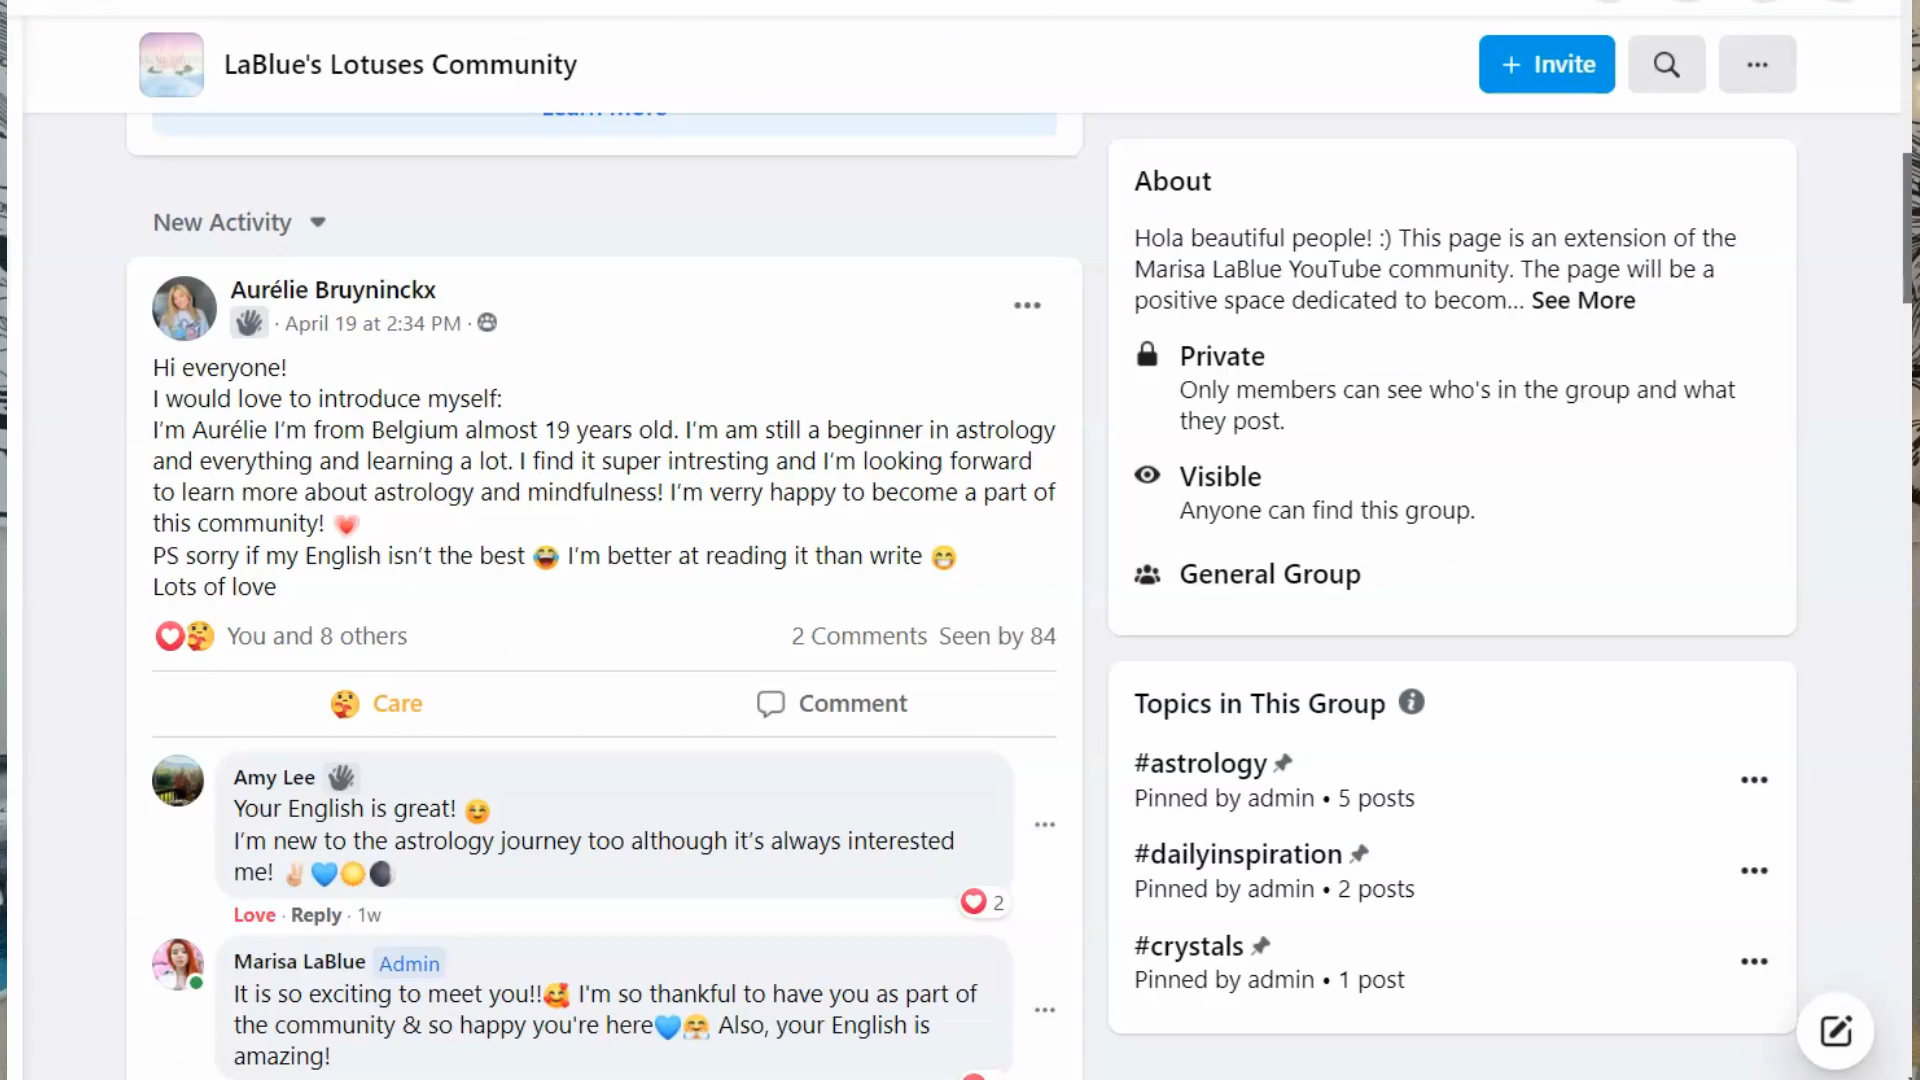 LaBlue's Lotuses Community
+ Invite
Learn More
New Activity
Aurélie Bruyninckx
· April 19 at 2:34 PM ·
Hi everyone!
I would love to introduce myself:
I’m Aurélie I’m from Belgium almost 19 years old. I’m am still a beginner in astrology
and everything and learning a lot. I find it super intresting and I’m looking forward
to learn more about astrology and mindfulness! I’m verry happy to become a part of
this community! 💗
PS sorry if my English isn’t the best 😂 I’m better at reading it than write 😁
Lots of love
You and 8 others
2 Comments Seen by 84
Care
Comment
Amy Lee
Your English is great! ☺️
I’m new to the astrology journey too although it’s always interested
me! ✌🏻💙☀️🌘
Love · Reply · 1w
2
Marisa LaBlue Admin
It is so exciting to meet you!!🥰 I'm so thankful to have you as part of
the community & so happy you're here💙🤗 Also, your English is
amazing!
About
Hola beautiful people! :) This page is an extension of the
Marisa LaBlue YouTube community. The page will be a
positive space dedicated to becom... See More
Private
Only members can see who's in the group and what
they post.
Visible
Anyone can find this group.
General Group
Topics in This Group
#astrology
Pinned by admin • 5 posts
#dailyinspiration
Pinned by admin • 2 posts
#crystals
Pinned by admin • 1 post